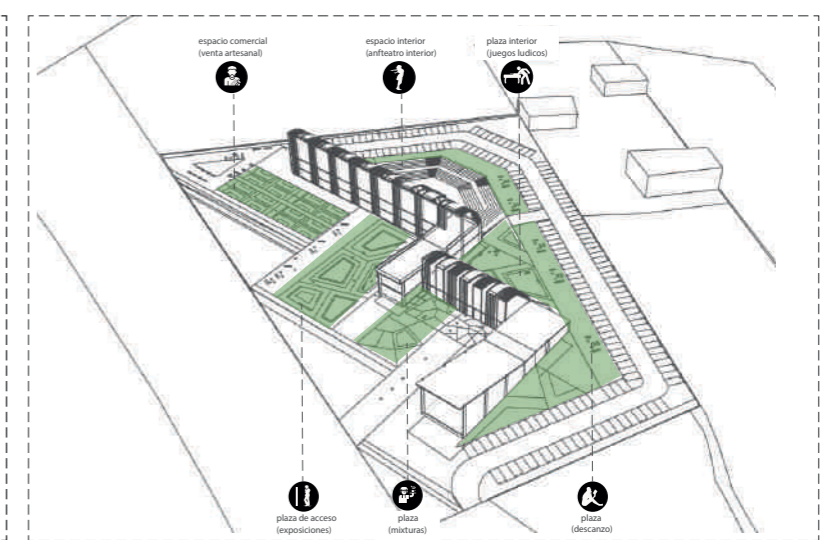 espacio comercial
(venta artesanal)
espacio interior
(anfteatro interior)
plaza interior
(juegos ludicos)
plaza de acceso
(exposiciones)
plaza
(mixturas)
plaza
(descanzo)